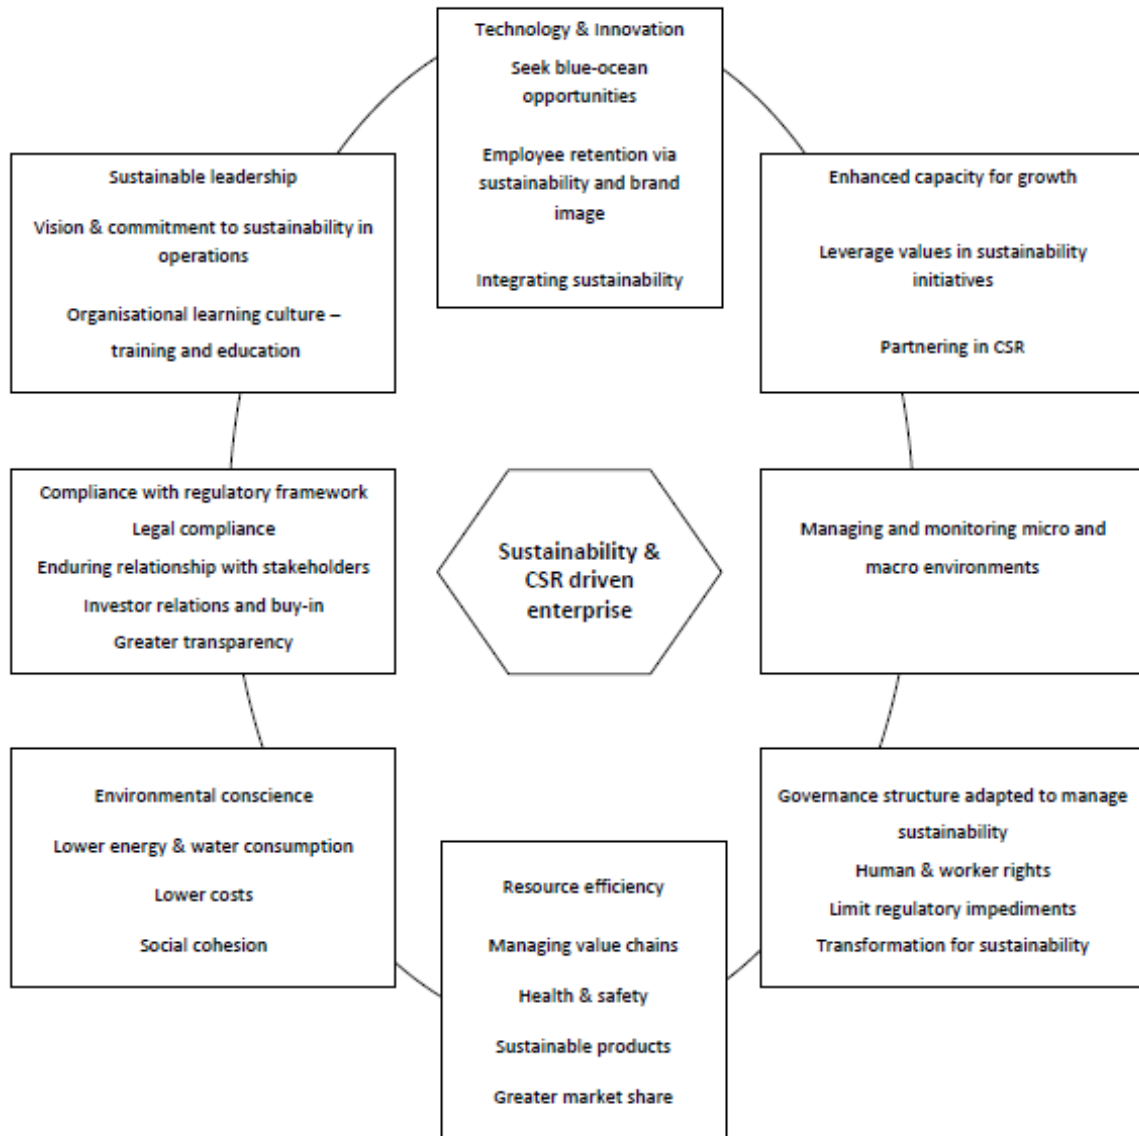 Technology & Innovation
Seek blue-ocean
opportunities
Employee retention via
sustainability and brand
image
Integrating sustainability
Sustainable leadership
Vision & commitment to sustainability in
operations
Organisational learning culture –
training and education
Enhanced capacity for growth
Leverage values in sustainability
initiatives
Partnering in CSR
Compliance with regulatory framework
Legal compliance
Enduring relationship with stakeholders
Investor relations and buy-in
Greater transparency
Sustainability &
CSR driven
enterprise
Managing and monitoring micro and
macro environments
Environmental conscience
Lower energy & water consumption
Lower costs
Social cohesion
Resource efficiency
Managing value chains
Health & safety
Sustainable products
Greater market share
Governance structure adapted to manage
sustainability
Human & worker rights
Limit regulatory impediments
Transformation for sustainability